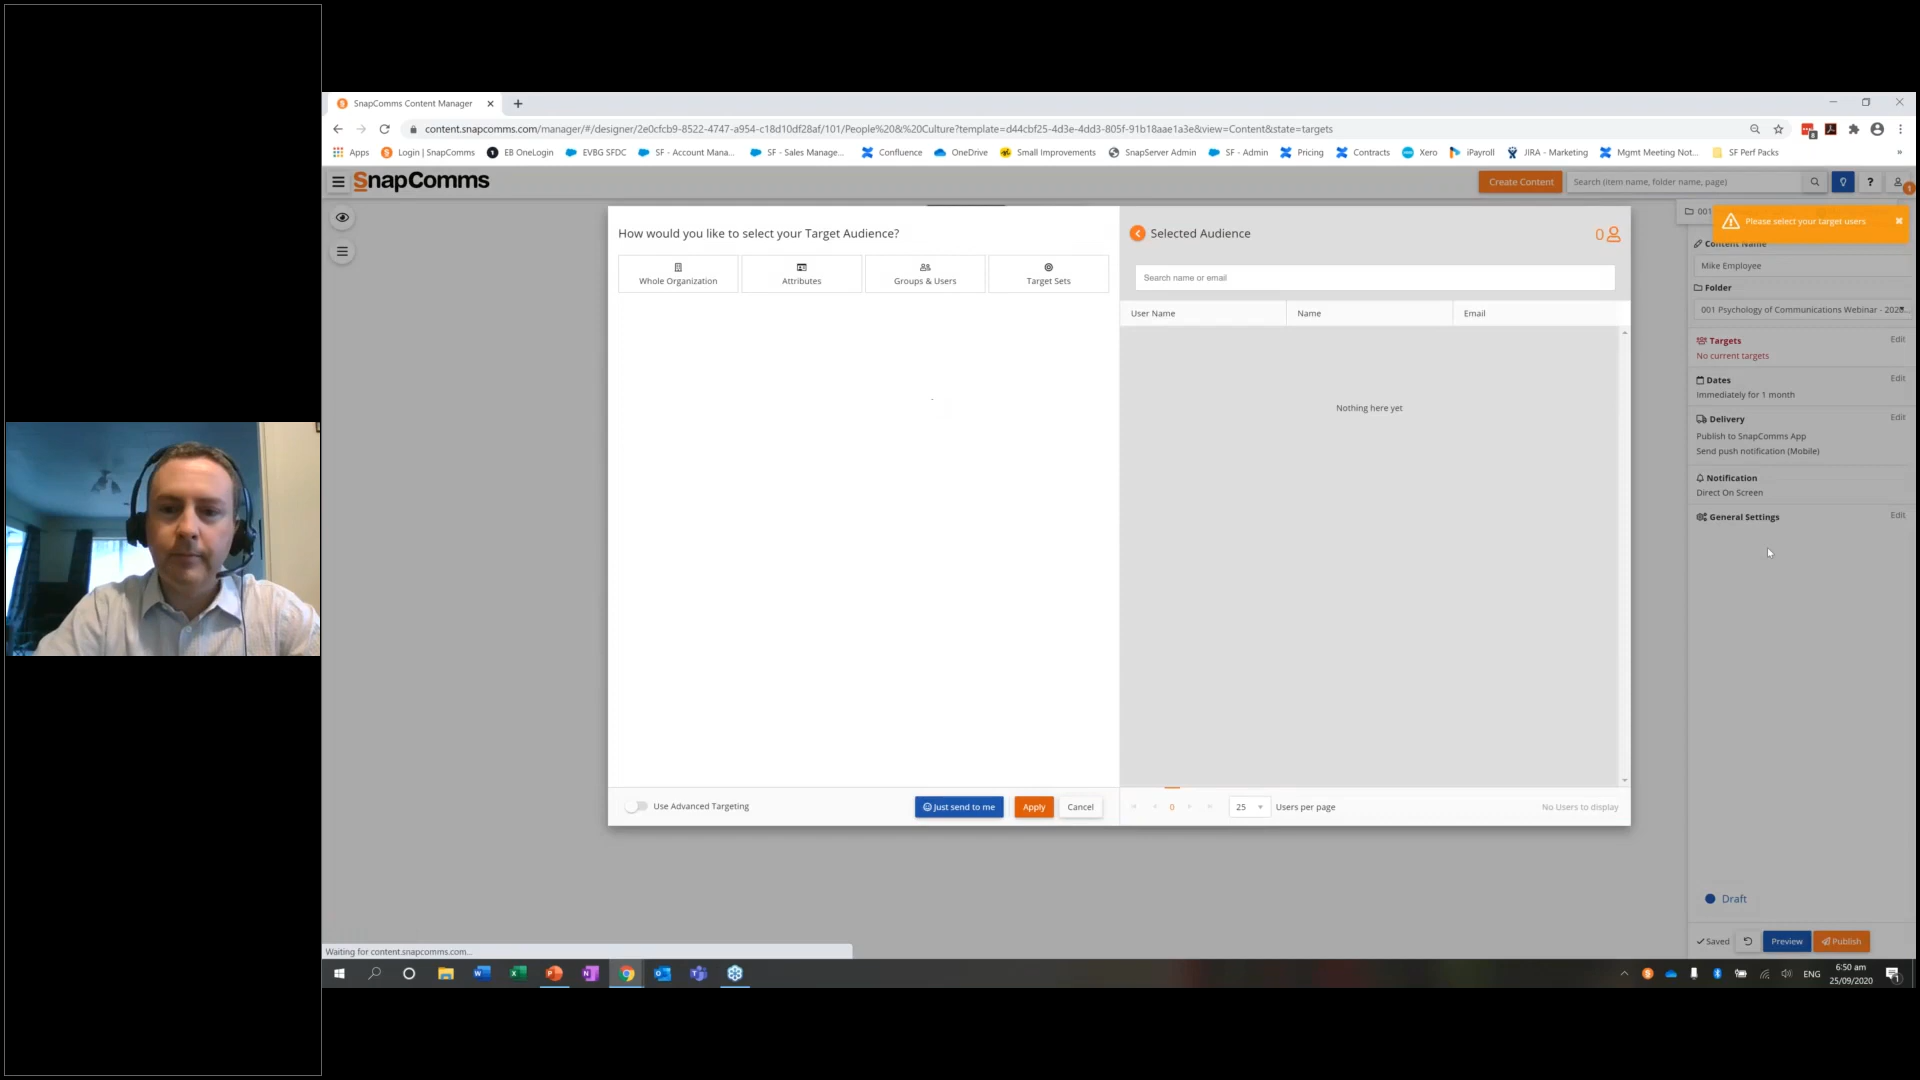 SnapComms Content Manager
content.snapcomms.com/manager/#/designer/2e0cfcb9-8522-4747-a954-c18d10df28af/101/People%20&%20Culture?template=d44cbf25-4d3e-4dd3-805f-91b18aae1a3e&view=Content&state=targets
Apps Login | SnapComms EB OneLogin EVBG SFDC SF - Account Mana... SF - Sales Manage... Confluence OneDrive Small Improvements SnapServer Admin SF - Admin Pricing Contracts Xero iPayroll JIRA - Marketing Mgmt Meeting Not... SF Perf Packs »
SnapComms
Create Content
Search (item name, folder name, page)
?
1
How would you like to select your Target Audience?
Whole Organization
Attributes
Groups & Users
Target Sets
Use Advanced Targeting
Just send to me
Apply
Cancel
Selected Audience
0
Search name or email
User Name Name Email
Nothing here yet
0
25
Users per page
No Users to display
001
Please select your target users
Content Name
Mike Employee
Folder
001 Psychology of Communications Webinar - 2020...
Targets Edit
No current targets
Dates Edit
Immediately for 1 month
Delivery Edit
Publish to SnapComms App
Send push notification (Mobile)
Notification
Direct On Screen
General Settings Edit
Draft
Saved
Preview
Publish
Waiting for content.snapcomms.com...
ENG
6:50 am
25/09/2020